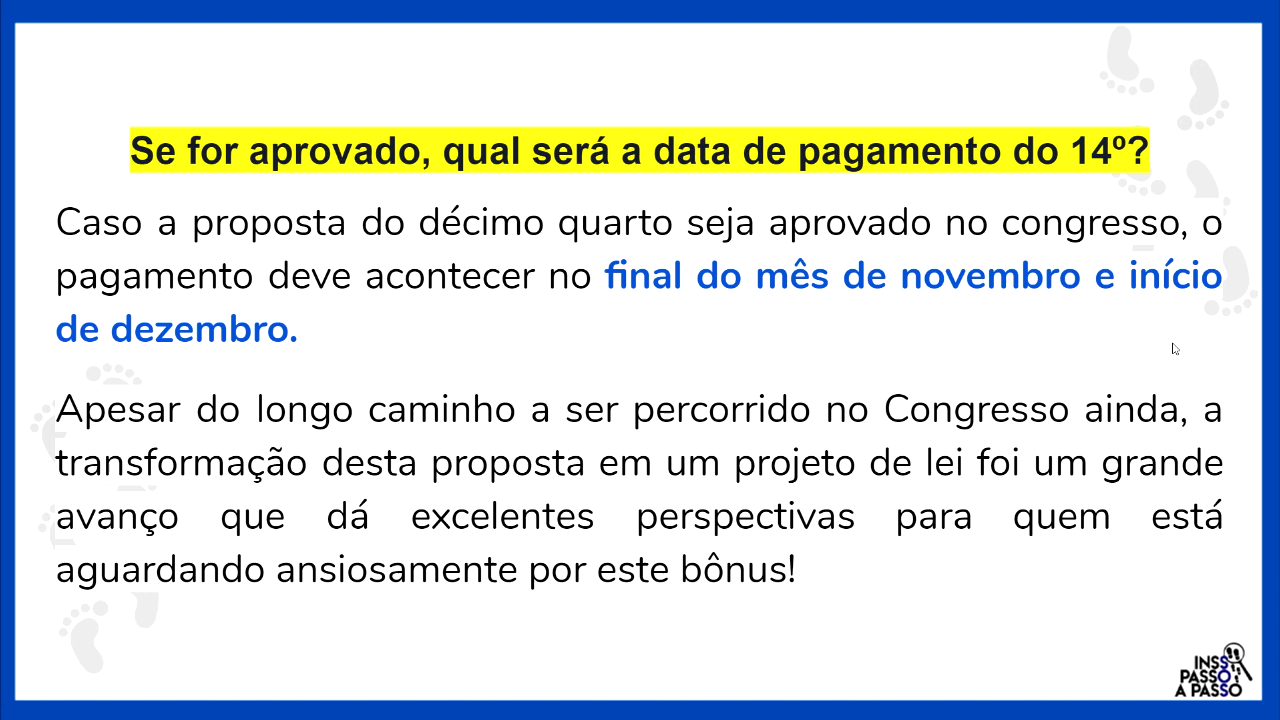 Se for aprovado, qual será a data de pagamento do 14º?
Caso a proposta do décimo quarto seja aprovado no congresso, o
pagamento deve acontecer no final do mês de novembro e início
de dezembro.
Apesar do longo caminho a ser percorrido no Congresso ainda, a
transformação desta proposta em um projeto de lei foi um grande
avanço que dá excelentes perspectivas para quem está
aguardando ansiosamente por este bônus!
INSS
PASSO
A PASSO